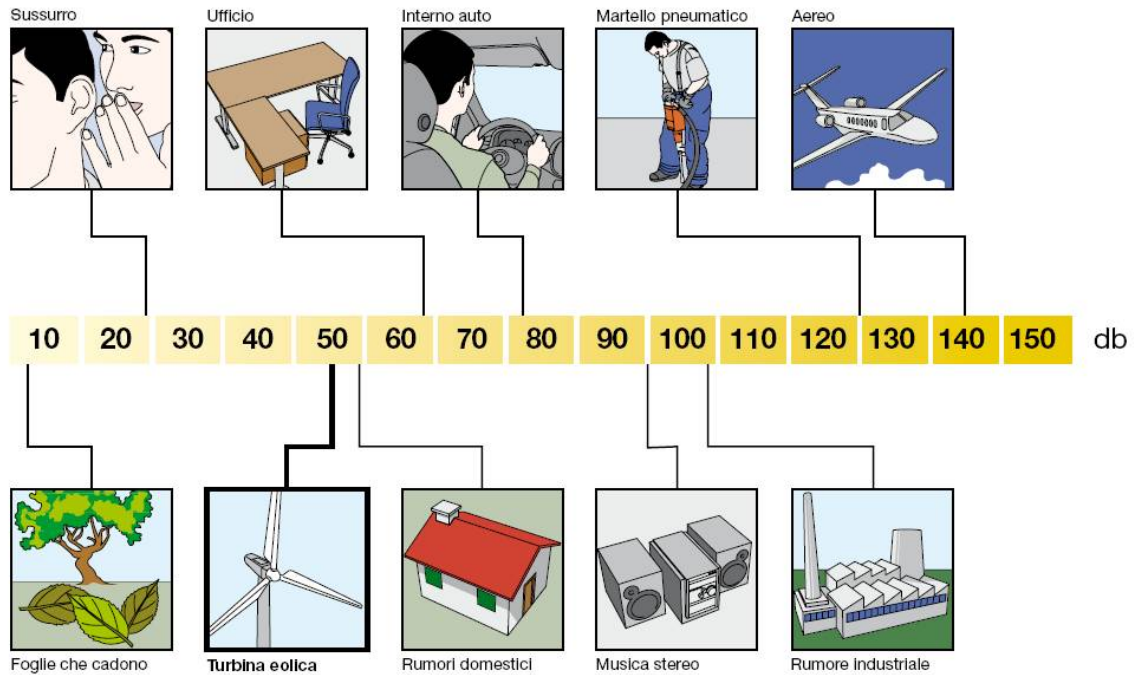 Sussurro
Ufficio
Interno auto
Martello pneumatico
Aereo
10 20 30 40 50 60 70 80 90 100 110 120 130 140 150 db
Foglie che cadono
Turbina eolica
Rumori domestici
Musica stereo
Rumore industriale